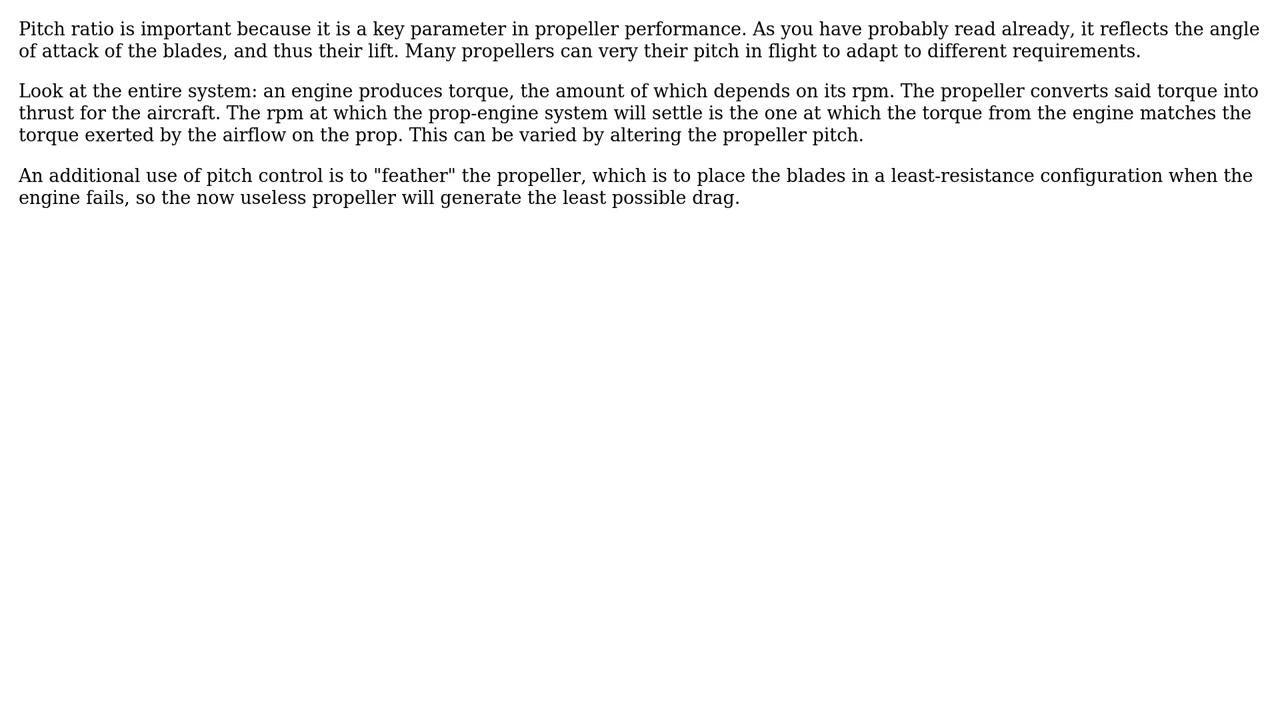 Pitch ratio is important because it is a key parameter in propeller performance. As you have probably read already, it reflects the angle
of attack of the blades, and thus their lift. Many propellers can very their pitch in flight to adapt to different requirements.
Look at the entire system: an engine produces torque, the amount of which depends on its rpm. The propeller converts said torque into
thrust for the aircraft. The rpm at which the prop-engine system will settle is the one at which the torque from the engine matches the
torque exerted by the airflow on the prop. This can be varied by altering the propeller pitch.
An additional use of pitch control is to "feather" the propeller, which is to place the blades in a least-resistance configuration when the
engine fails, so the now useless propeller will generate the least possible drag.